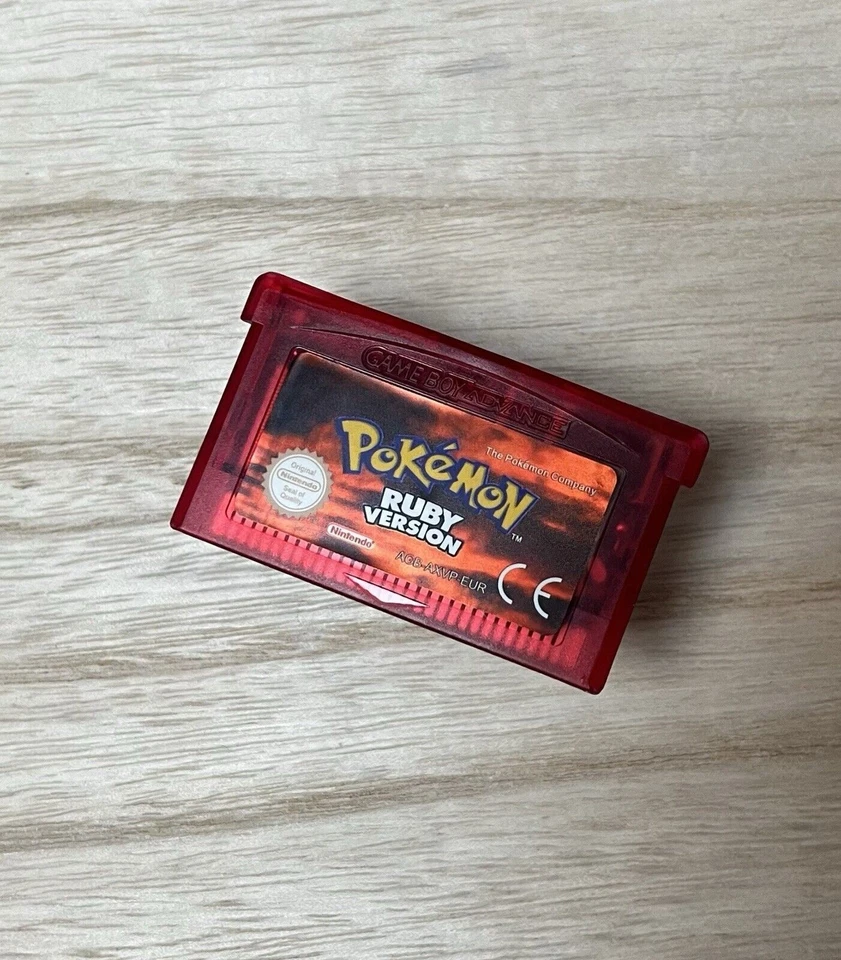 GAME BOY ADVANCE
POKéMON
™
The Pokémon Company
RUBY
VERSION
Original
Nintendo
Seal of
Quality
Nintendo
AGB-AXVP-EUR
CE